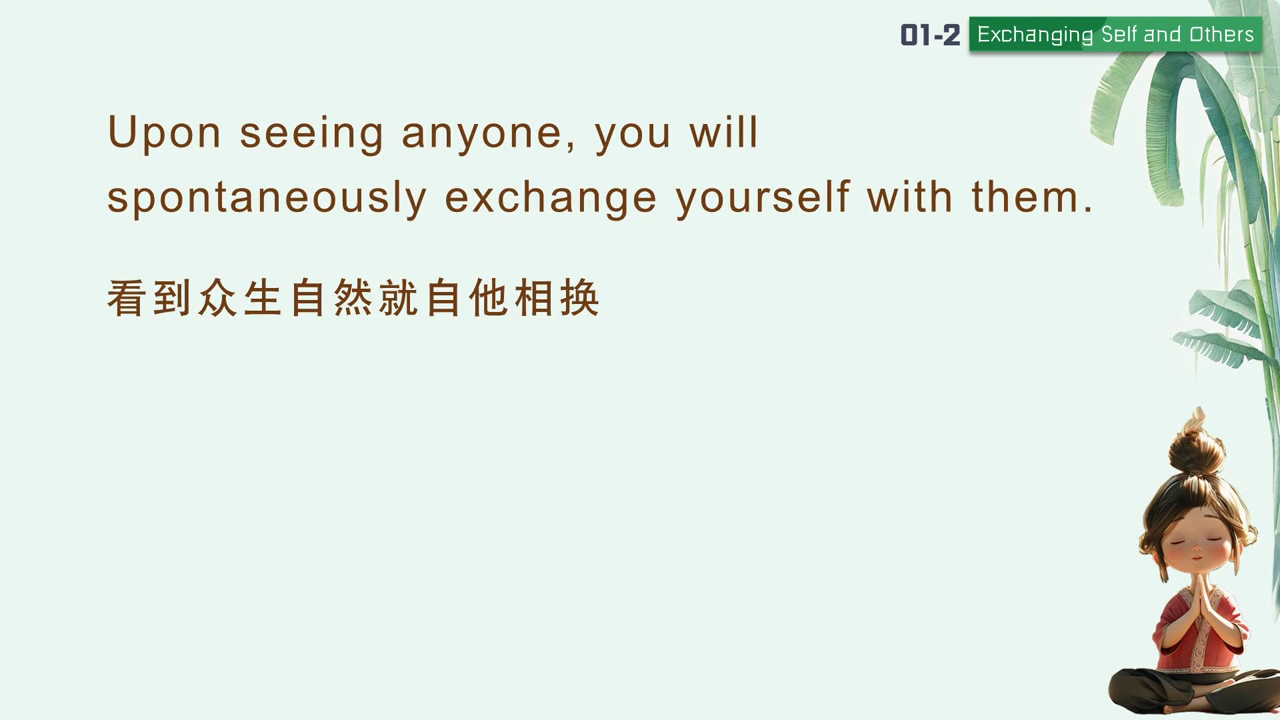 01-2 Exchanging Self and Others
Upon seeing anyone, you will
spontaneously exchange yourself with them.
看到众生自然就自他相换